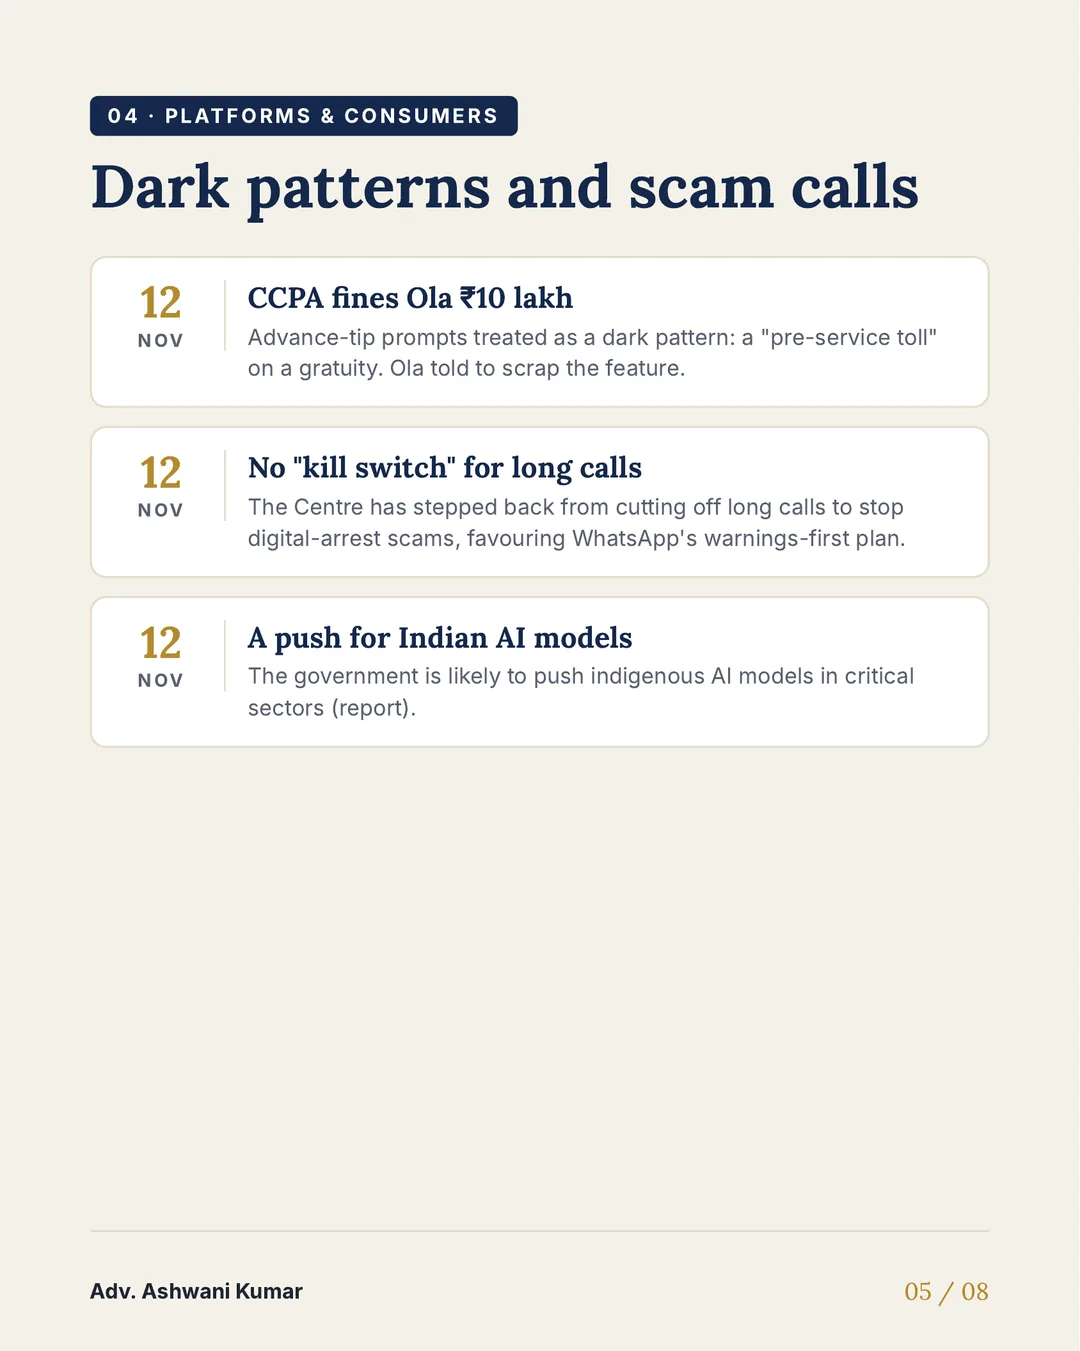 04 · PLATFORMS & CONSUMERS
Dark patterns and scam calls
12
NOV
CCPA fines Ola ₹10 lakh
Advance-tip prompts treated as a dark pattern: a "pre-service toll"
on a gratuity. Ola told to scrap the feature.
12
NOV
No "kill switch" for long calls
The Centre has stepped back from cutting off long calls to stop
digital-arrest scams, favouring WhatsApp's warnings-first plan.
12
NOV
A push for Indian AI models
The government is likely to push indigenous AI models in critical
sectors (report).
Adv. Ashwani Kumar
05 / 08